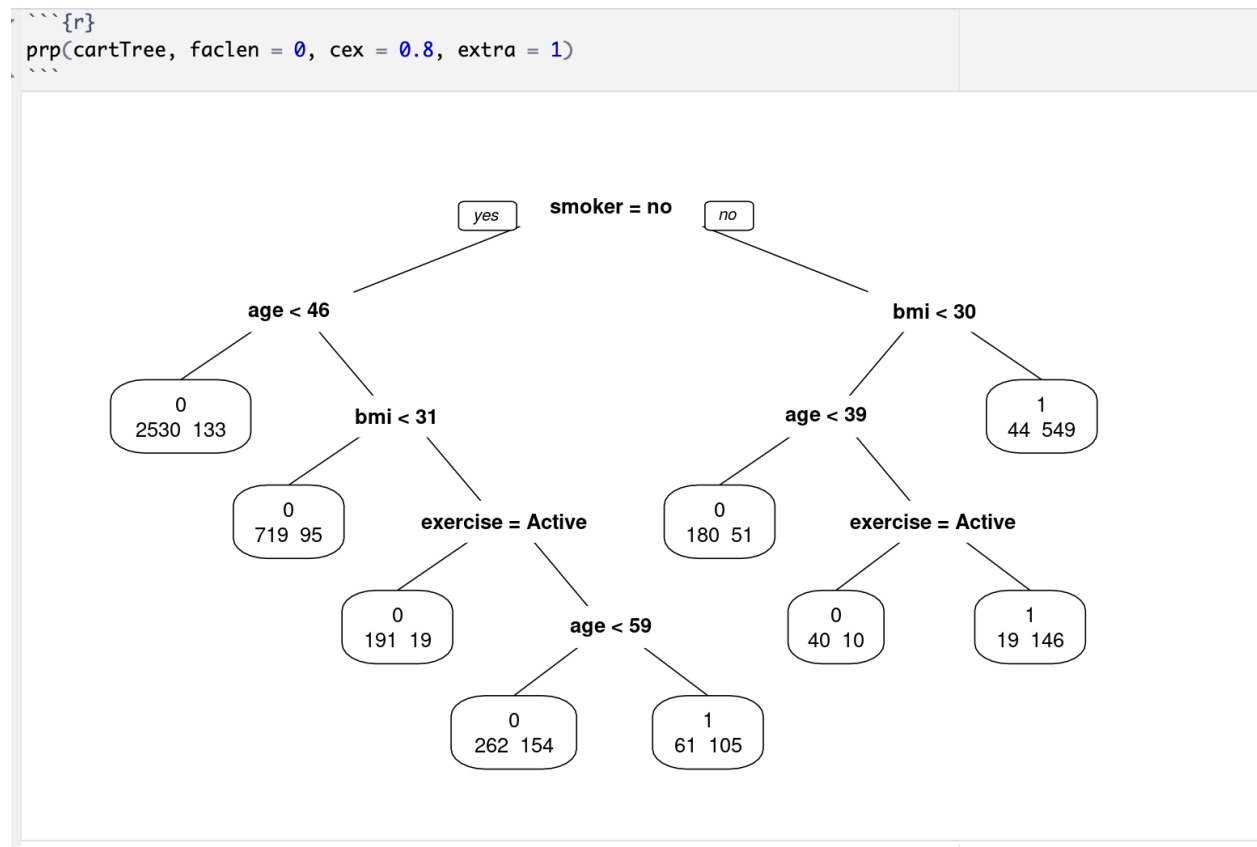 ```{r}
prp(cartTree, faclen = 0, cex = 0.8, extra = 1)
```
yes
smoker = no
no
age < 46
bmi < 30
0
2530 133
bmi < 31
age < 39
1
44 549
0
719 95
exercise = Active
0
180 51
exercise = Active
0
191 19
age < 59
0
40 10
1
19 146
0
262 154
1
61 105